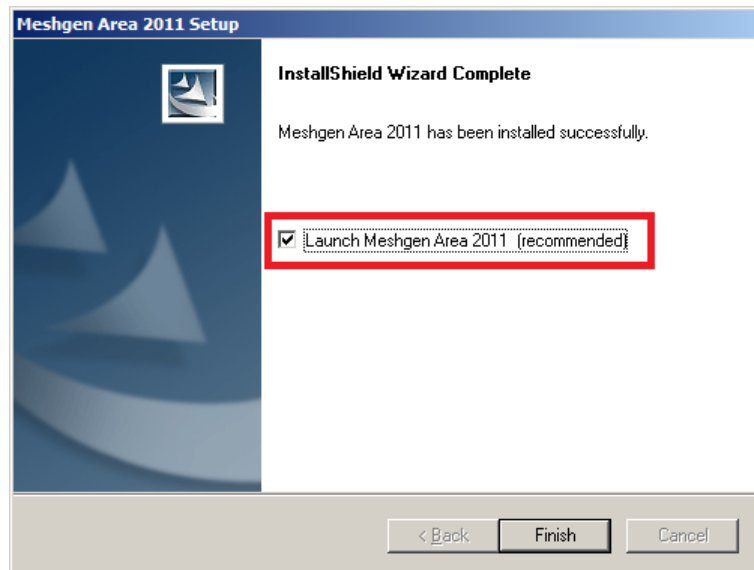 Meshgen Area 2011 Setup
InstallShield Wizard Complete
Meshgen Area 2011 has been installed successfully.
Launch Meshgen Area 2011  (recommended)
< Back Finish Cancel